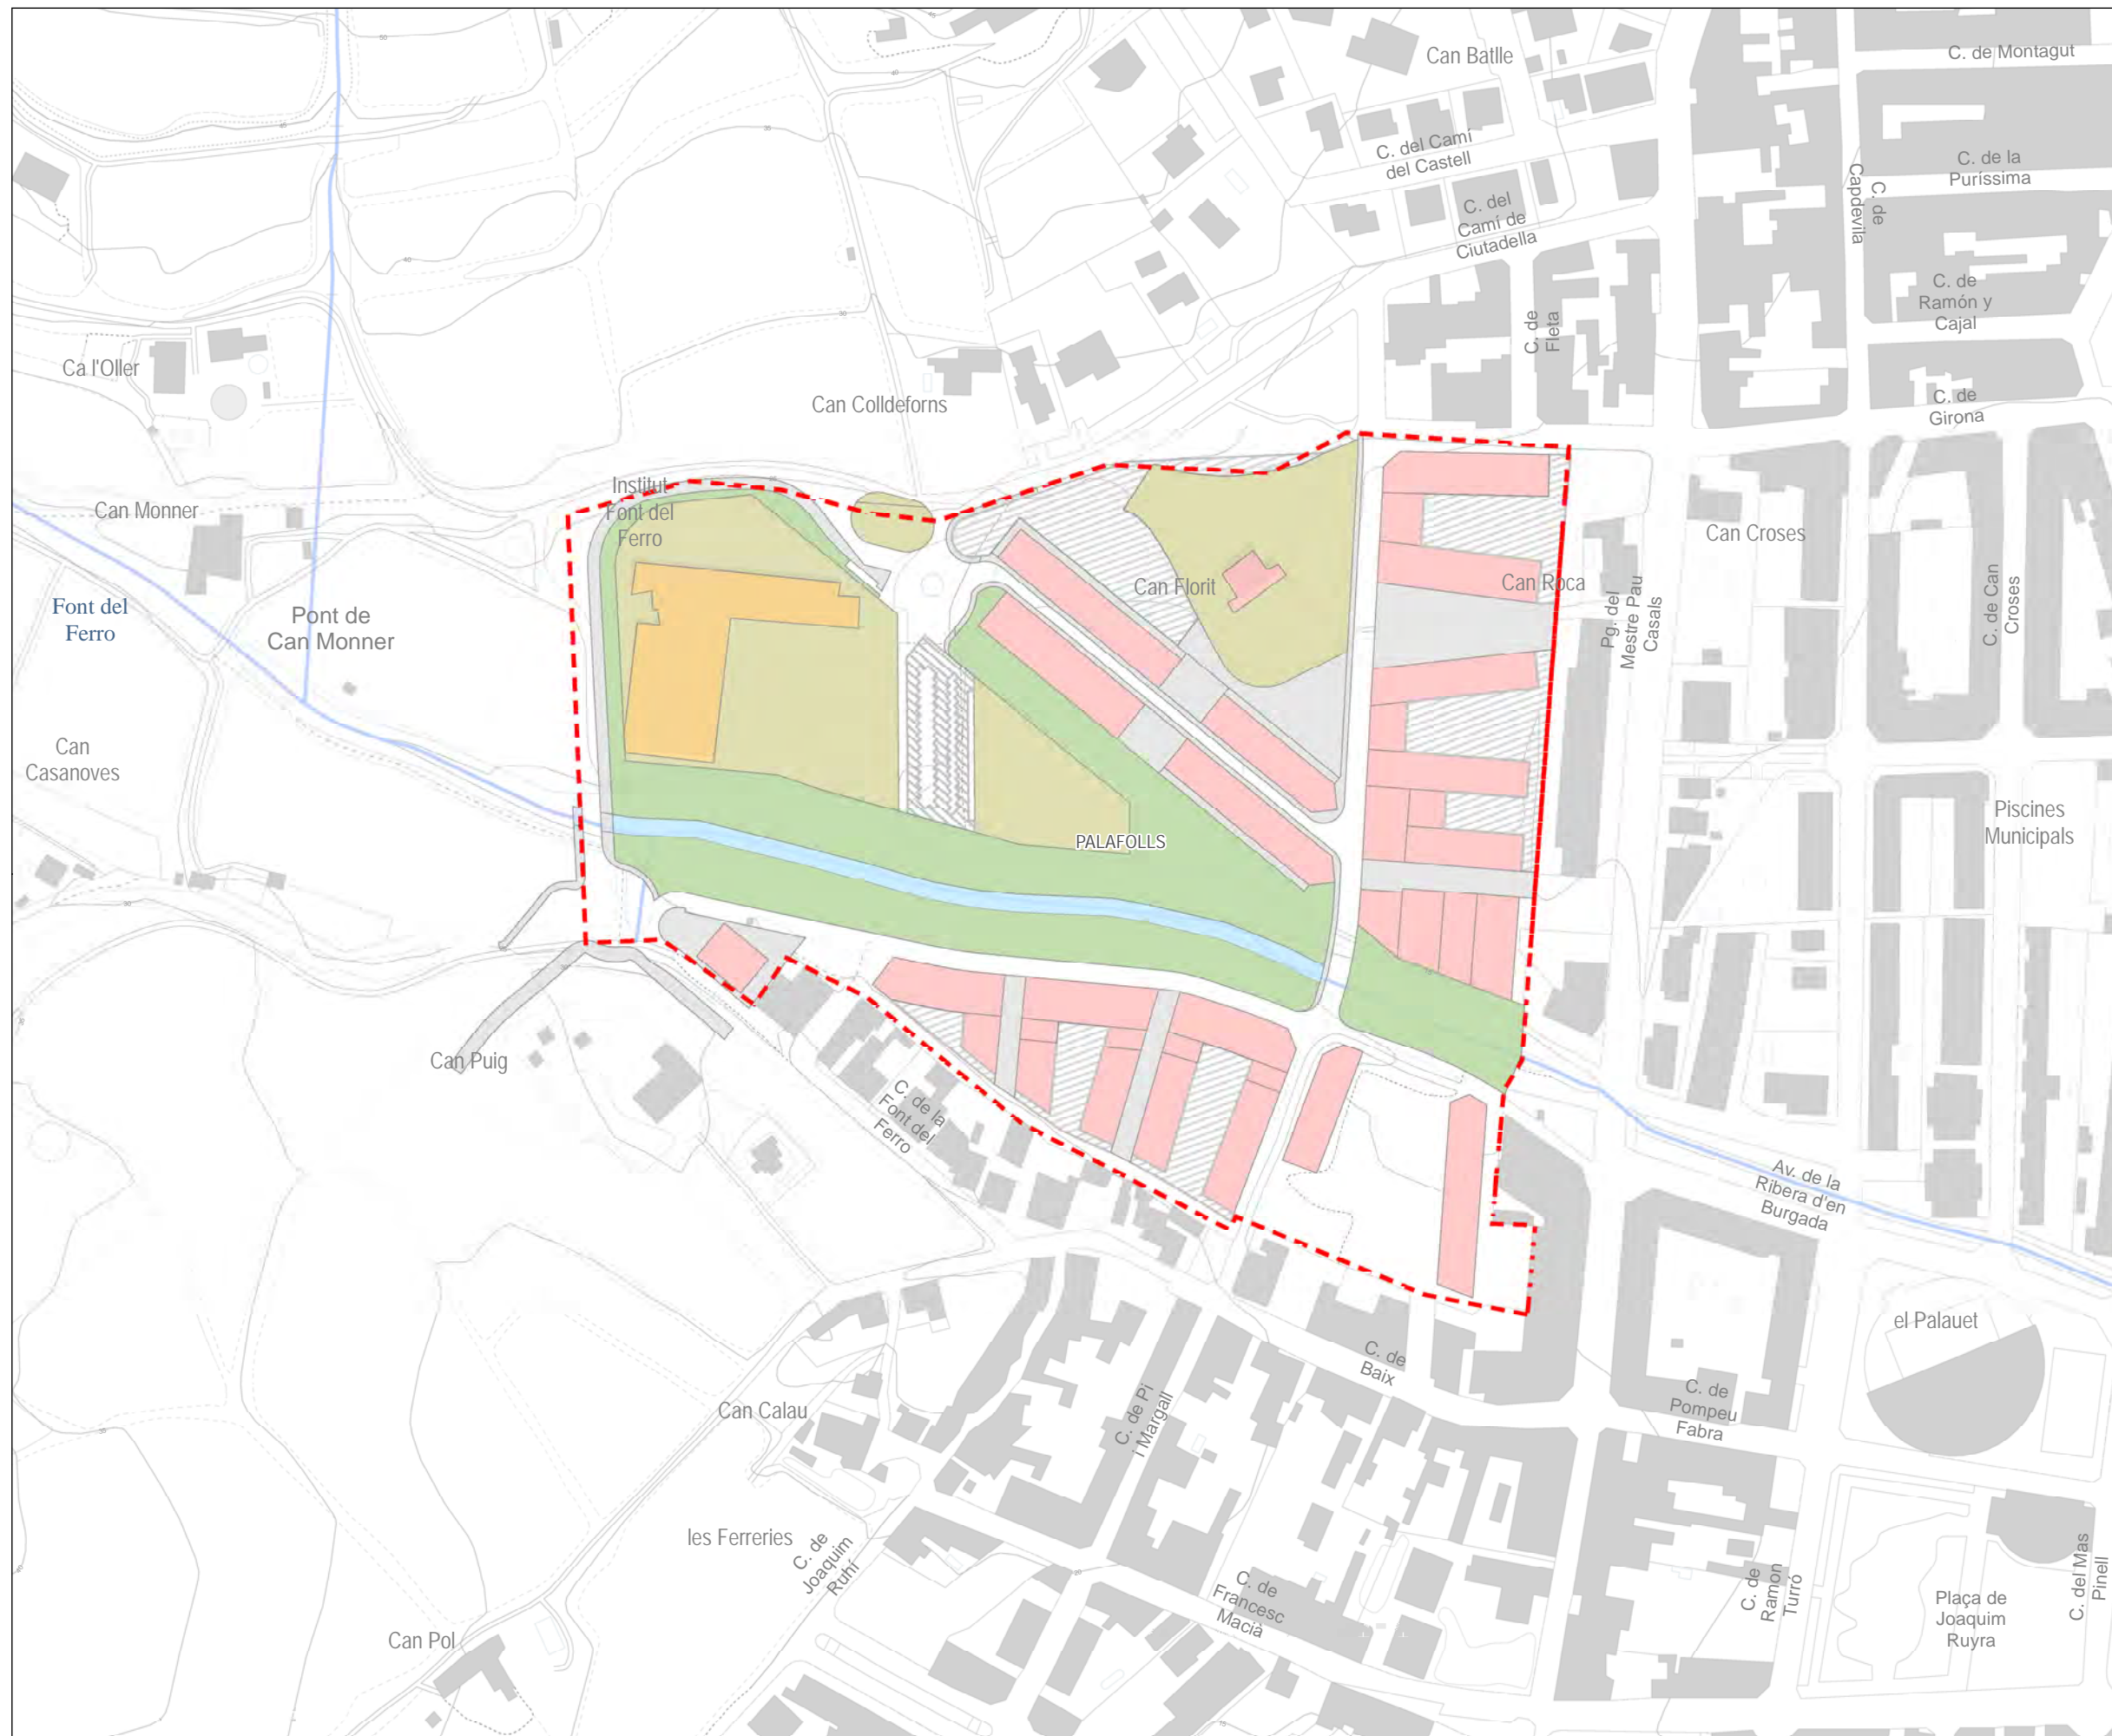 Can Batlle
C. de Montagut
C. del Camí
del Castell
C. de la
Puríssima
C. de
Capdevila
C. del
Camí de
Ciutadella
C. de
Ramón y
Cajal
C. de
Fleta
Ca l'Oller
Can Colldeforns
C. de
Girona
Institut
Font del
Ferro
Can Monner
Can Croses
Can Florit
Can Roca
Pg. del
Mestre Pau
Casals
C. de Can
Croses
Font del
Ferro
Pont de
Can Monner
Can
Casanoves
Piscines
Municipals
PALAFOLLS
Can Puig
C. de la
Font del
Ferro
Av. de la
Ribera d'en
Burgada
el Palauet
C. de
Baix
C. de
Pompeu
Fabra
Can Calau
C. de Pi
i Margall
les Ferreries
C. de
Joaquim
Ruhí
C. de
Francesc
Macià
C. de
Ramon
Turró
Plaça de
Joaquim
Ruyra
C. del Mas
Pinell
Can Pol